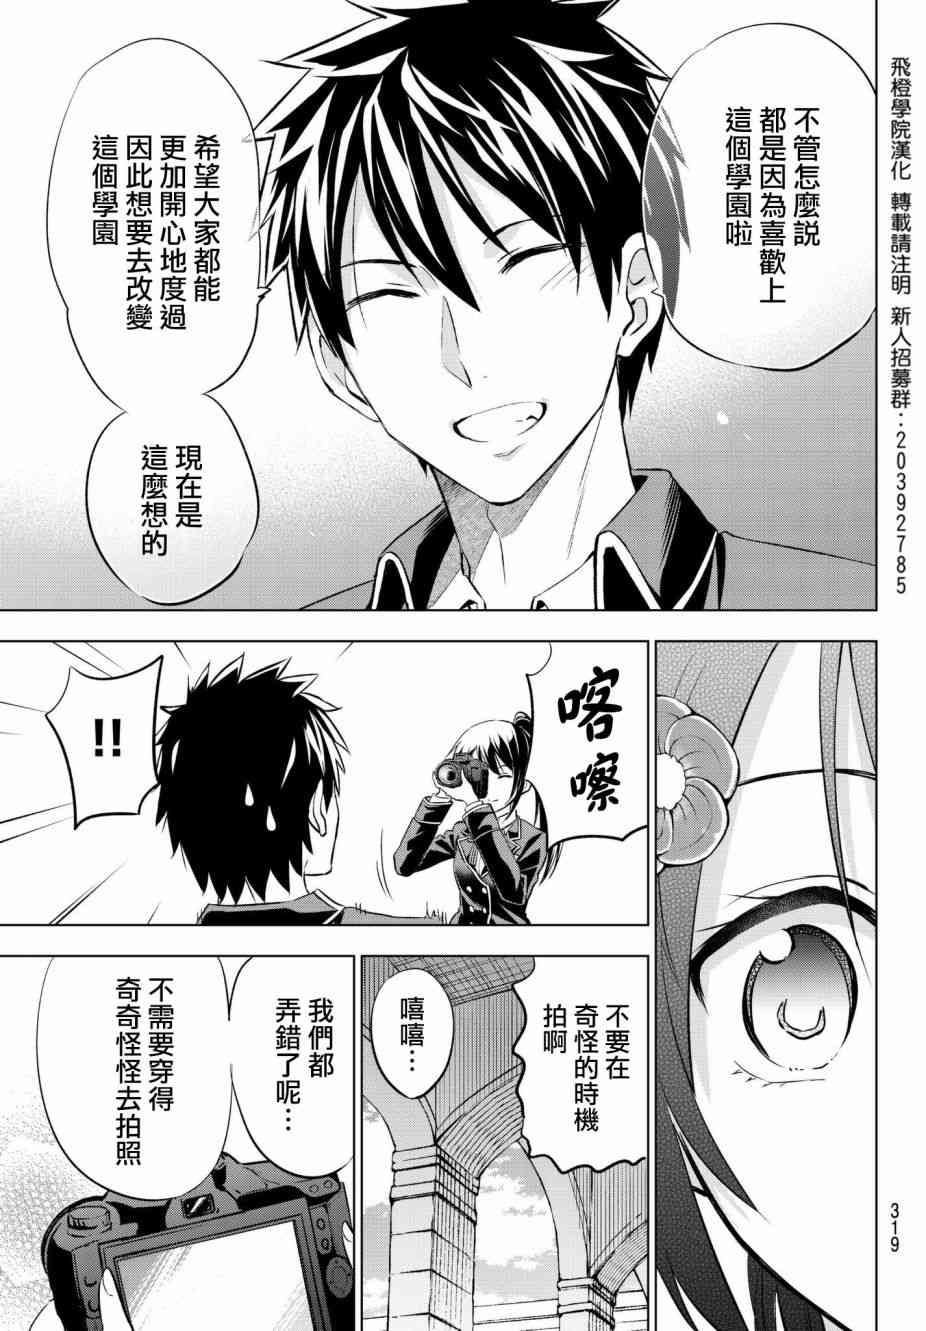 不管怎麼說
都是因為喜歡上
這個學園啦
希望大家都能
更加開心地度過
因此想要去改變
這個學園
現在是
這麼想的
飛橙學院漢化 轉載請注明 新人招募群：20392785
喀嚓
!!
不要在
奇怪的時機
拍啊
嘻嘻…
我們都
弄錯了呢…
不需要穿得
奇奇怪怪去拍照
319